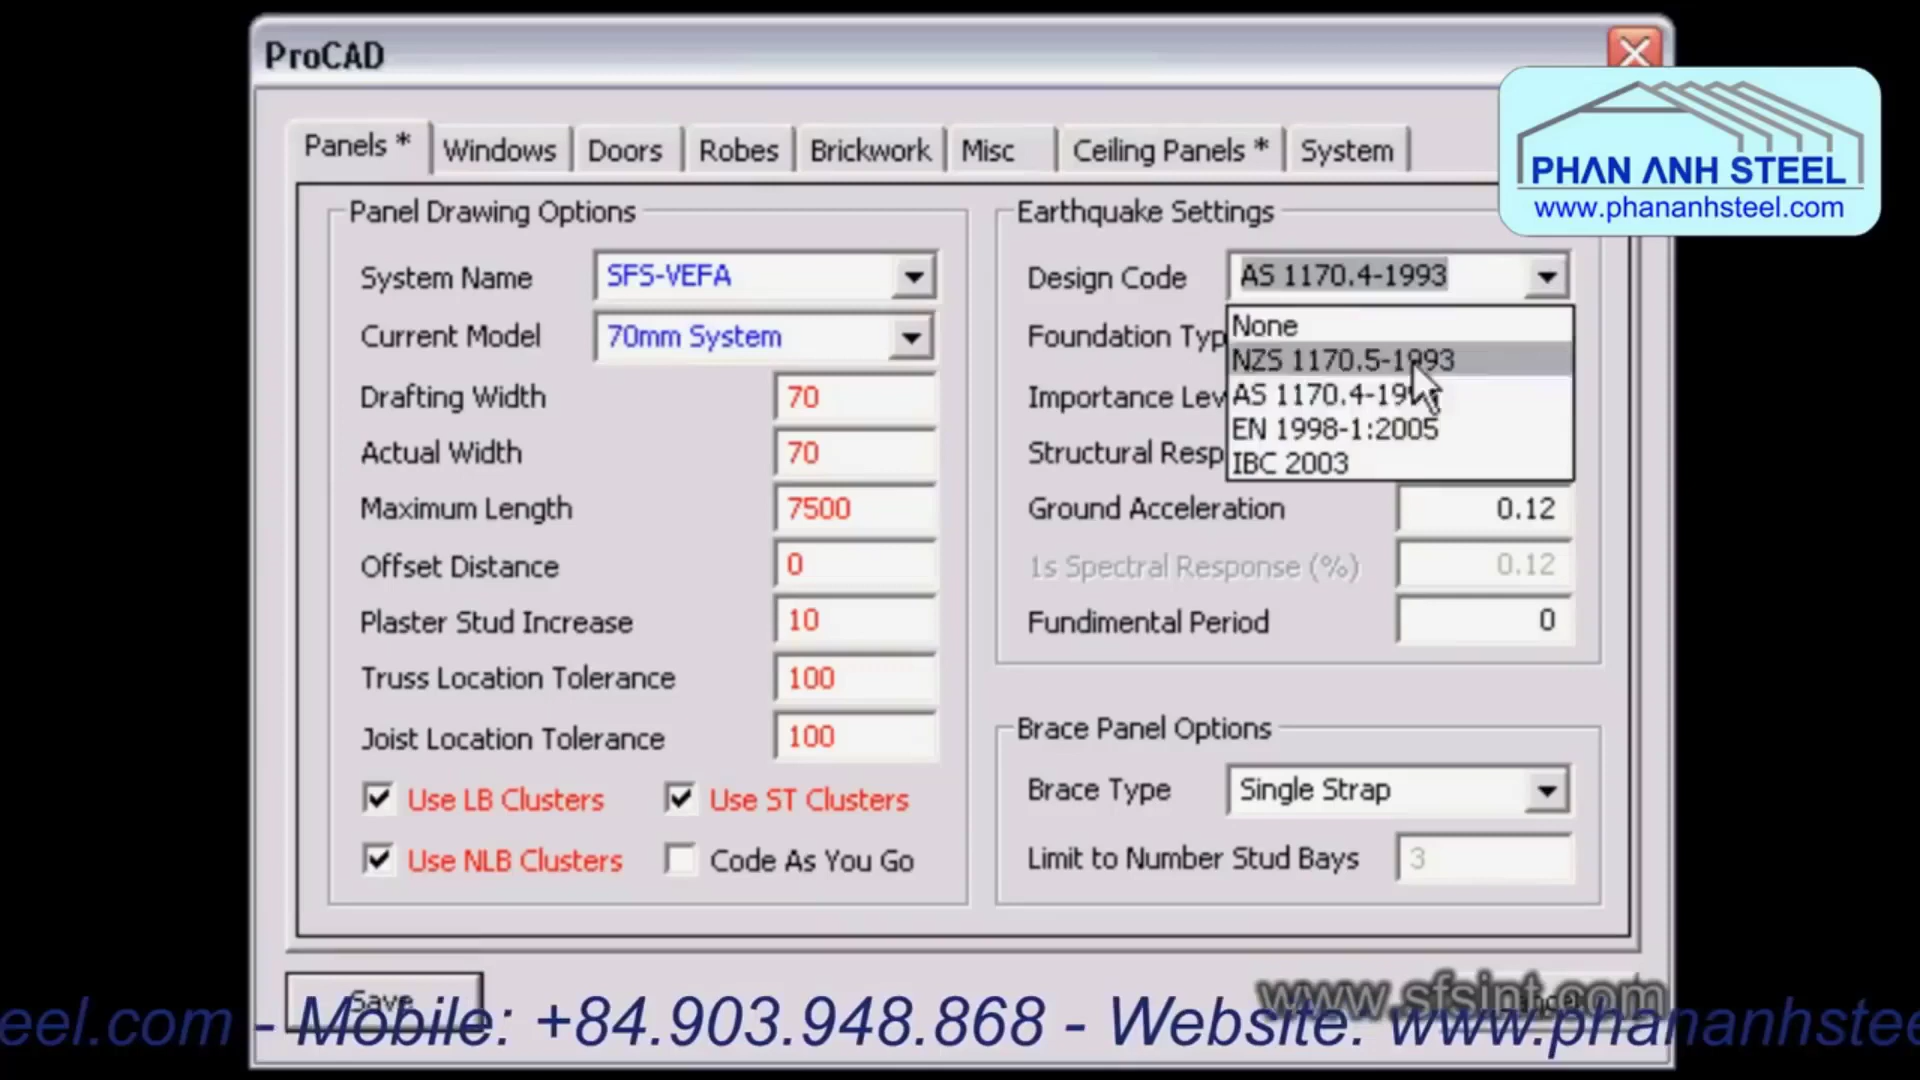 ProCAD
Panels * Windows Doors Robes Brickwork Misc Ceiling Panels * System
PHAN ANH STEEL
www.phananhsteel.com
Panel Drawing Options
System Name SFS-VEFA
Current Model 70mm System
Drafting Width 70
Actual Width 70
Maximum Length 7500
Offset Distance 0
Plaster Stud Increase 10
Truss Location Tolerance 100
Joist Location Tolerance 100
Use LB Clusters Use ST Clusters
Use NLB Clusters Code As You Go
Earthquake Settings
Design Code AS 1170.4-1993
None
NZS 1170.5-1993
AS 1170.4-199
EN 1998-1:2005
IBC 2003
Foundation Typ
Importance Lev
Structural Resp
Ground Acceleration 0.12
1s Spectral Response (%) 0.12
Fundimental Period 0
Brace Panel Options
Brace Type Single Strap
Limit to Number Stud Bays 3
Save
www.sfsint.com
eel.com - Mobile: +84.903.948.868 - Website: www.phananhstee